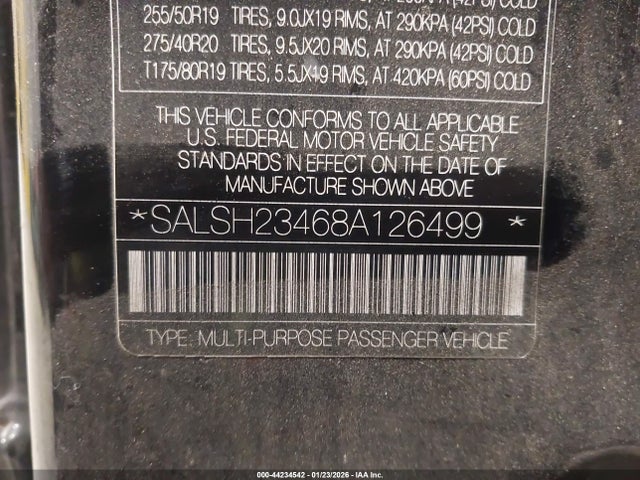 255/50R19 TIRES, 9.0JX19 RIMS, AT 290KPA (42PSI) COLD
275/40R20 TIRES, 9.5JX20 RIMS, AT 290KPA (42PSI) COLD
T175/80R19 TIRES, 5.5JX19 RIMS, AT 420KPA (60PSI) COLD
THIS VEHICLE CONFORMS TO ALL APPLICABLE
U.S. FEDERAL MOTOR VEHICLE SAFETY
STANDARDS IN EFFECT ON THE DATE OF
MANUFACTURE SHOWN ABOVE
*SALSH23468A126499 *
TYPE: MULTI-PURPOSE PASSENGER VEHICLE
000-44234542 - 01/23/2026 - IAA Inc.